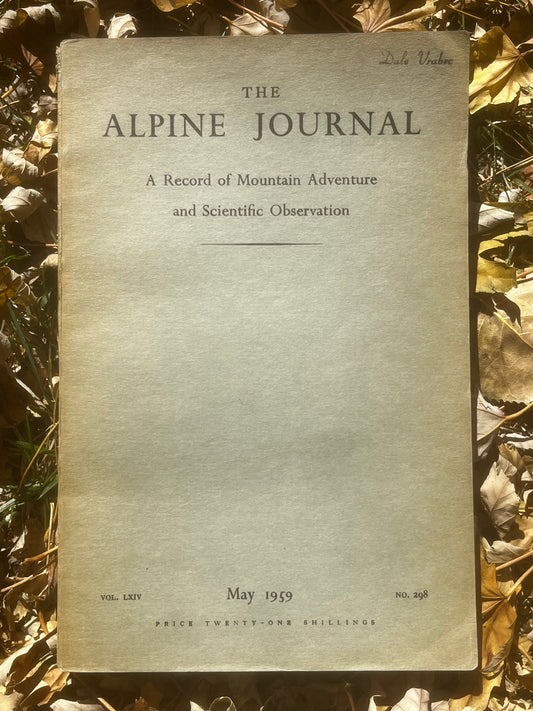 Dale Vrabec
THE
ALPINE JOURNAL
A Record of Mountain Adventure
and Scientific Observation
VOL. LXIV May 1959 NO. 298
PRICE TWENTY-ONE SHILLINGS